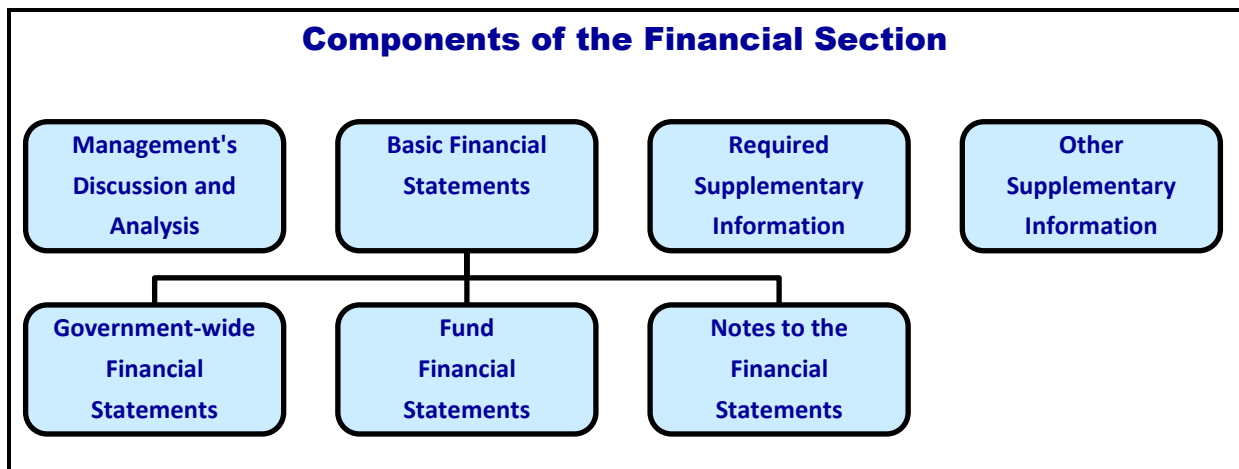 Components of the Financial Section
Management's
Discussion and
Analysis
Basic Financial
Statements
Required
Supplementary
Information
Other
Supplementary
Information
Government-wide
Financial
Statements
Fund
Financial
Statements
Notes to the
Financial
Statements